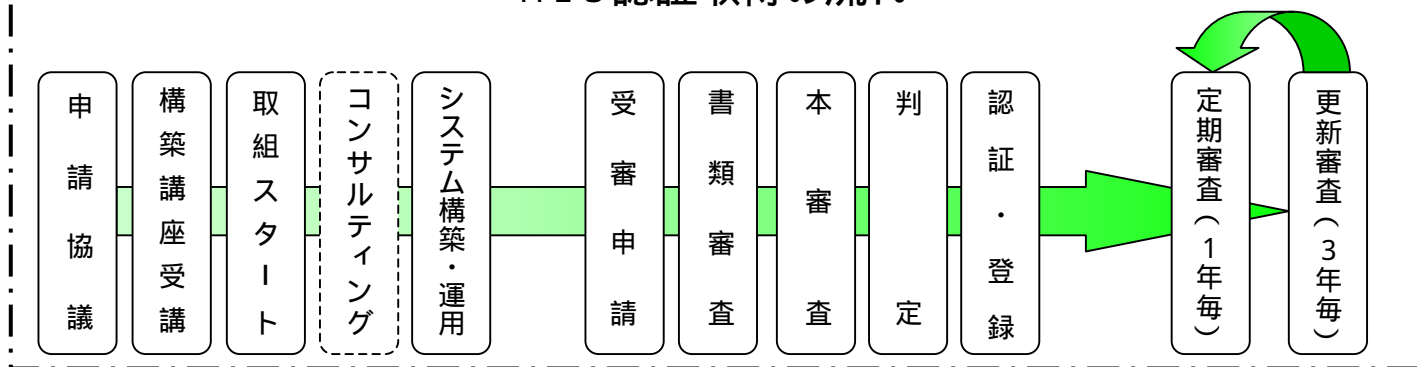 認証取得の流れ
申請協議
構築講座受講
取組スタート
コンサルティング
システム構築・運用
受審申請
書類審査
本審査
判定
認証・登録
定期審査(1年毎)
更新審査(3年毎)